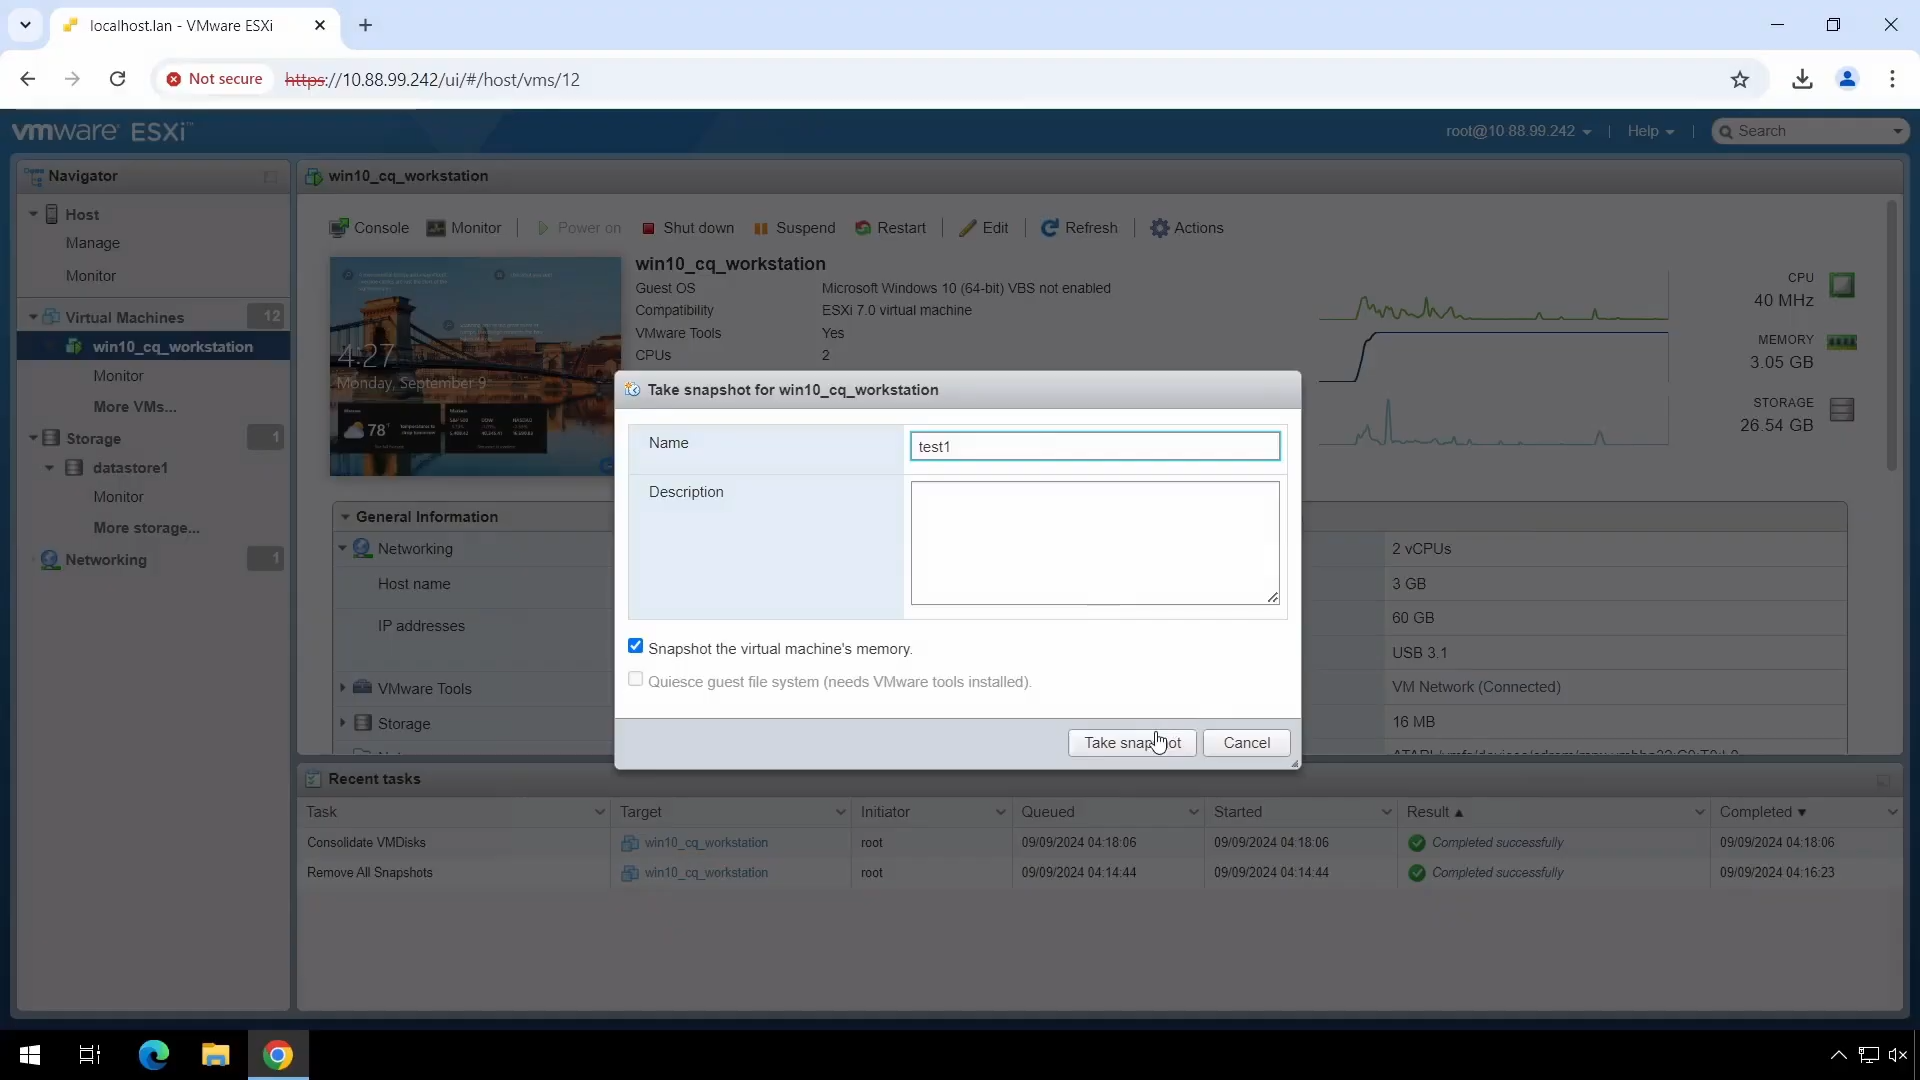 localhost.lan - VMware ESXi
Not secure
https://10.88.99.242/ui/#/host/vms/12
vmware ESXi
root@10.88.99.242
Help
Search
Navigator
Host
Manage
Monitor
Virtual Machines
12
win10_cq_workstation
Monitor
More VMs...
Storage
1
datastore1
Monitor
More storage...
Networking
1
win10_cq_workstation
Console
Monitor
Power on
Shut down
Suspend
Restart
Edit
Refresh
Actions
4:27
Monday, September 9
78°
win10_cq_workstation
Guest OS Microsoft Windows 10 (64-bit) VBS not enabled
Compatibility ESXi 7.0 virtual machine
VMware Tools Yes
CPUs 2
CPU
40 MHz
MEMORY
3.05 GB
STORAGE
26.54 GB
General Information
Networking
Host name
IP addresses
VMware Tools
Storage
2 vCPUs
3 GB
60 GB
USB 3.1
VM Network (Connected)
16 MB
Take snapshot for win10_cq_workstation
Name test1
Description
Snapshot the virtual machine's memory.
Quiesce guest file system (needs VMware tools installed).
Take snapshot
Cancel
Recent tasks
Task Target Initiator Queued Started Result Completed
Consolidate VMDisks win10_cq_workstation root 09/09/2024 04:18:06 09/09/2024 04:18:06 Completed successfully 09/09/2024 04:18:06
Remove All Snapshots win10_cq_workstation root 09/09/2024 04:14:44 09/09/2024 04:14:44 Completed successfully 09/09/2024 04:16:23